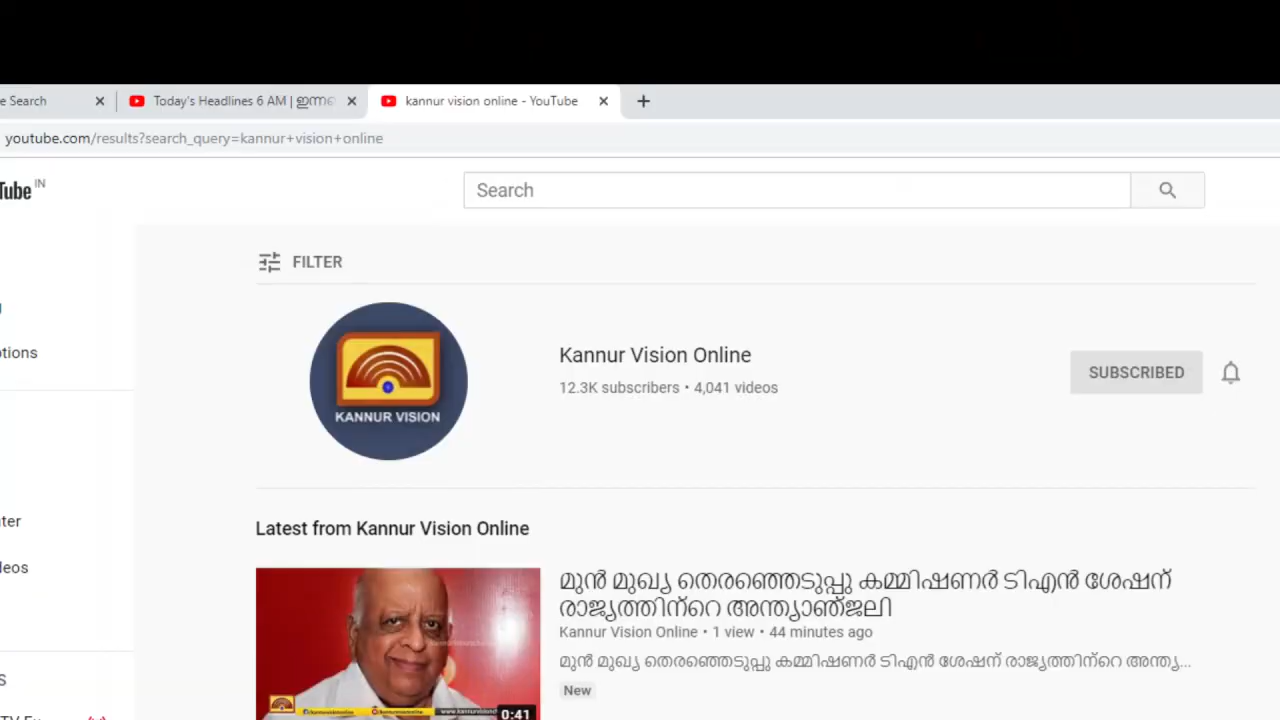 e Search
Today's Headlines 6 AM | ഇന്നത
kannur vision online - YouTube
youtube.com/results?search_query=kannur+vision+online
Tube IN
Search
FILTER
KANNUR VISION
Kannur Vision Online
12.3K subscribers • 4,041 videos
SUBSCRIBED
ptions
Latest from Kannur Vision Online
മുൻ മുഖ്യ തെരഞ്ഞെടുപ്പു കമ്മിഷണർ ടിഎൻ ശേഷന്
രാജ്യത്തിന്റെ അന്ത്യാഞ്ജലി
Kannur Vision Online • 1 view • 44 minutes ago
മുൻ മുഖ്യ തെരഞ്ഞെടുപ്പു കമ്മിഷണർ ടിഎൻ ശേഷന് രാജ്യത്തിന്റെ അന്ത്യ...
New
0:41